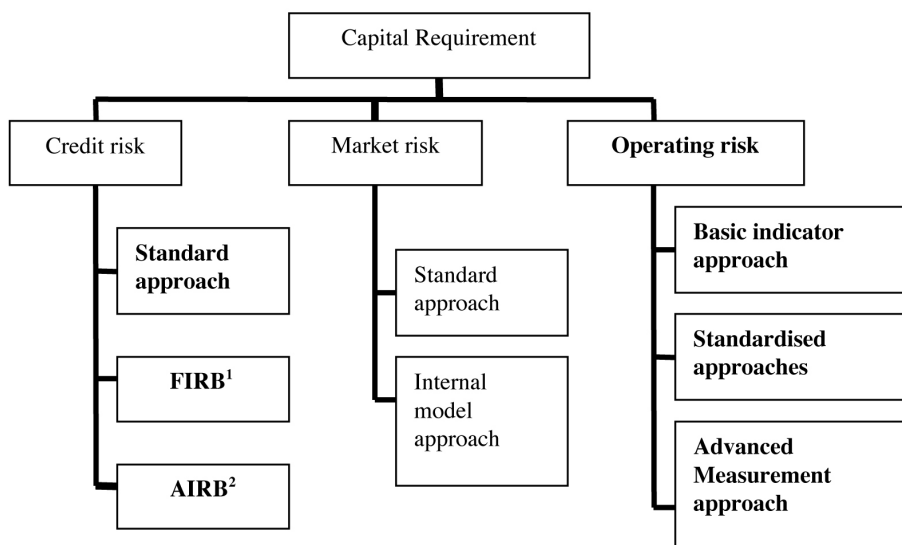 Capital Requirement
Credit risk
Market risk
Operating risk
Standard
approach
FIRB¹
AIRB²
Standard
approach
Internal
model
approach
Basic indicator
approach
Standardised
approaches
Advanced
Measurement
approach